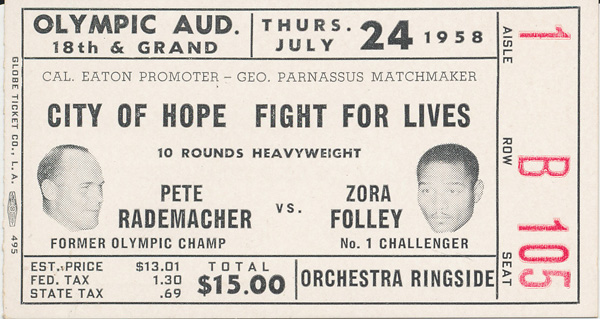 OLYMPIC AUD.
18th & GRAND
THURS.
JULY 24 1958
CAL. EATON PROMOTER – GEO. PARNASSUS MATCHMAKER
CITY OF HOPE FIGHT FOR LIVES
10 ROUNDS HEAVYWEIGHT
PETE
RADEMACHER
FORMER OLYMPIC CHAMP
vs.
ZORA
FOLLEY
No. 1 CHALLENGER
EST. PRICE $13.01
FED. TAX 1.30
STATE TAX .69
TOTAL
$15.00
ORCHESTRA RINGSIDE
AISLE 1
ROW B
SEAT 105
GLOBE TICKET CO., L. A.
495